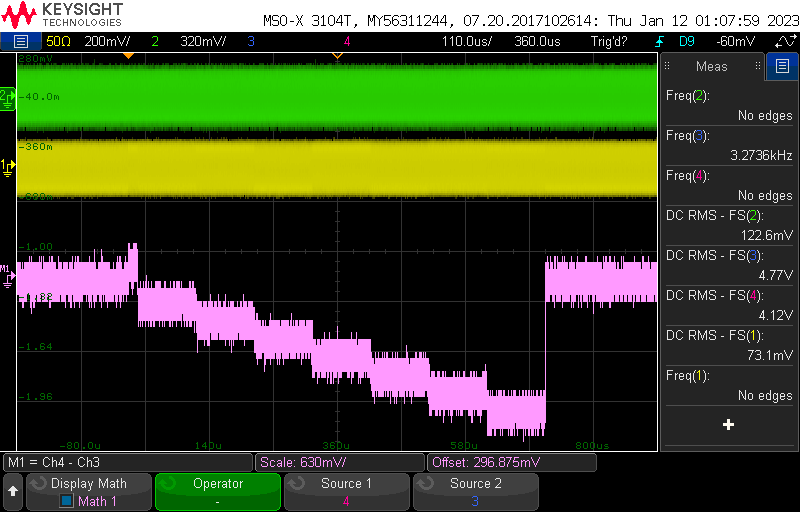 KEYSIGHT
TECHNOLOGIES
MSO-X 3104T, MY56311244, 07.20.2017102614: Thu Jan 12 01:07:59 2023
50Ω 200mV/ 2 320mV/ 3 4 110.0us/ 360.0us Trig'd? D9 -60mV
280mV
2 -40.0m
-360m
1
-680m
-1.00
M1
-1.32
-1.64
-1.96
-80.0u 140u 360u 580u 800us
Meas
Freq(2):
No edges
Freq(3):
3.2736kHz
Freq(4):
No edges
DC RMS - FS(2):
122.6mV
DC RMS - FS(3):
4.77V
DC RMS - FS(4):
4.12V
DC RMS - FS(1):
73.1mV
Freq(1):
No edges
+
M1 = Ch4 - Ch3 Scale: 630mV/ Offset: 296.875mV
Display Math
Math 1
Operator
-
Source 1
4
Source 2
3